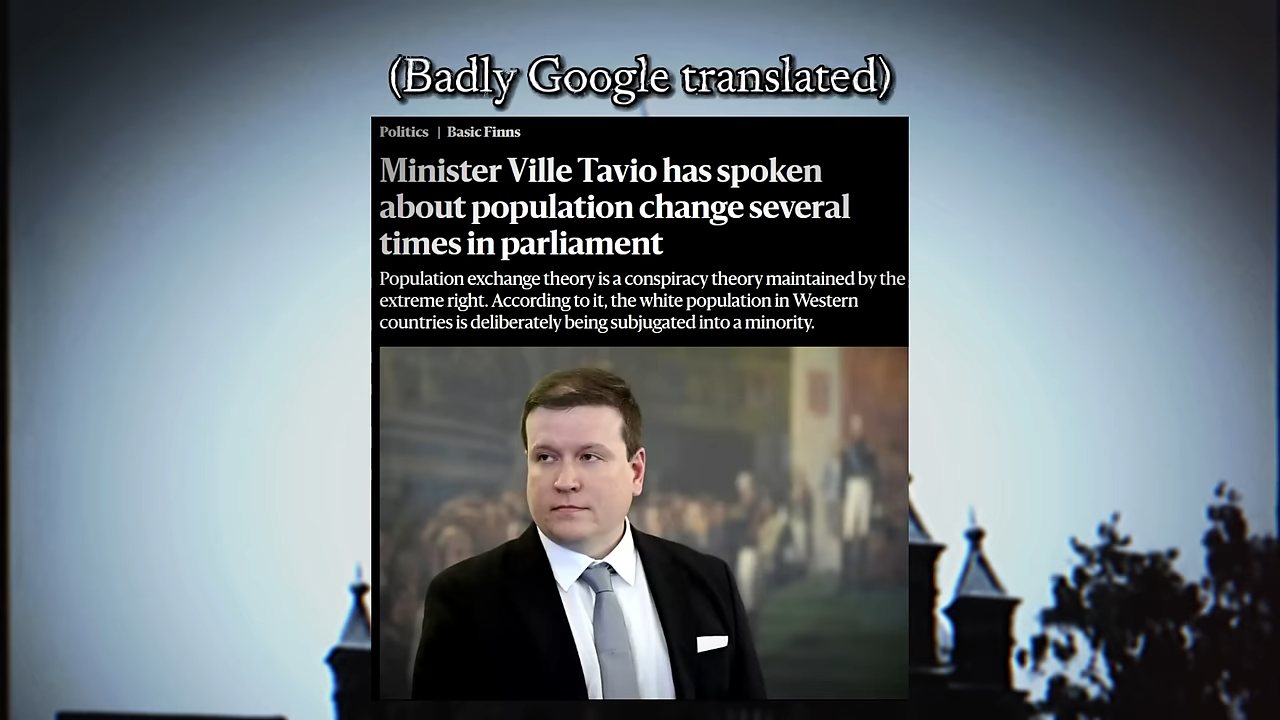 (Badly Google translated)
Politics | Basic Finns
Minister Ville Tavio has spoken
about population change several
times in parliament
Population exchange theory is a conspiracy theory maintained by the
extreme right. According to it, the white population in Western
countries is deliberately being subjugated into a minority.